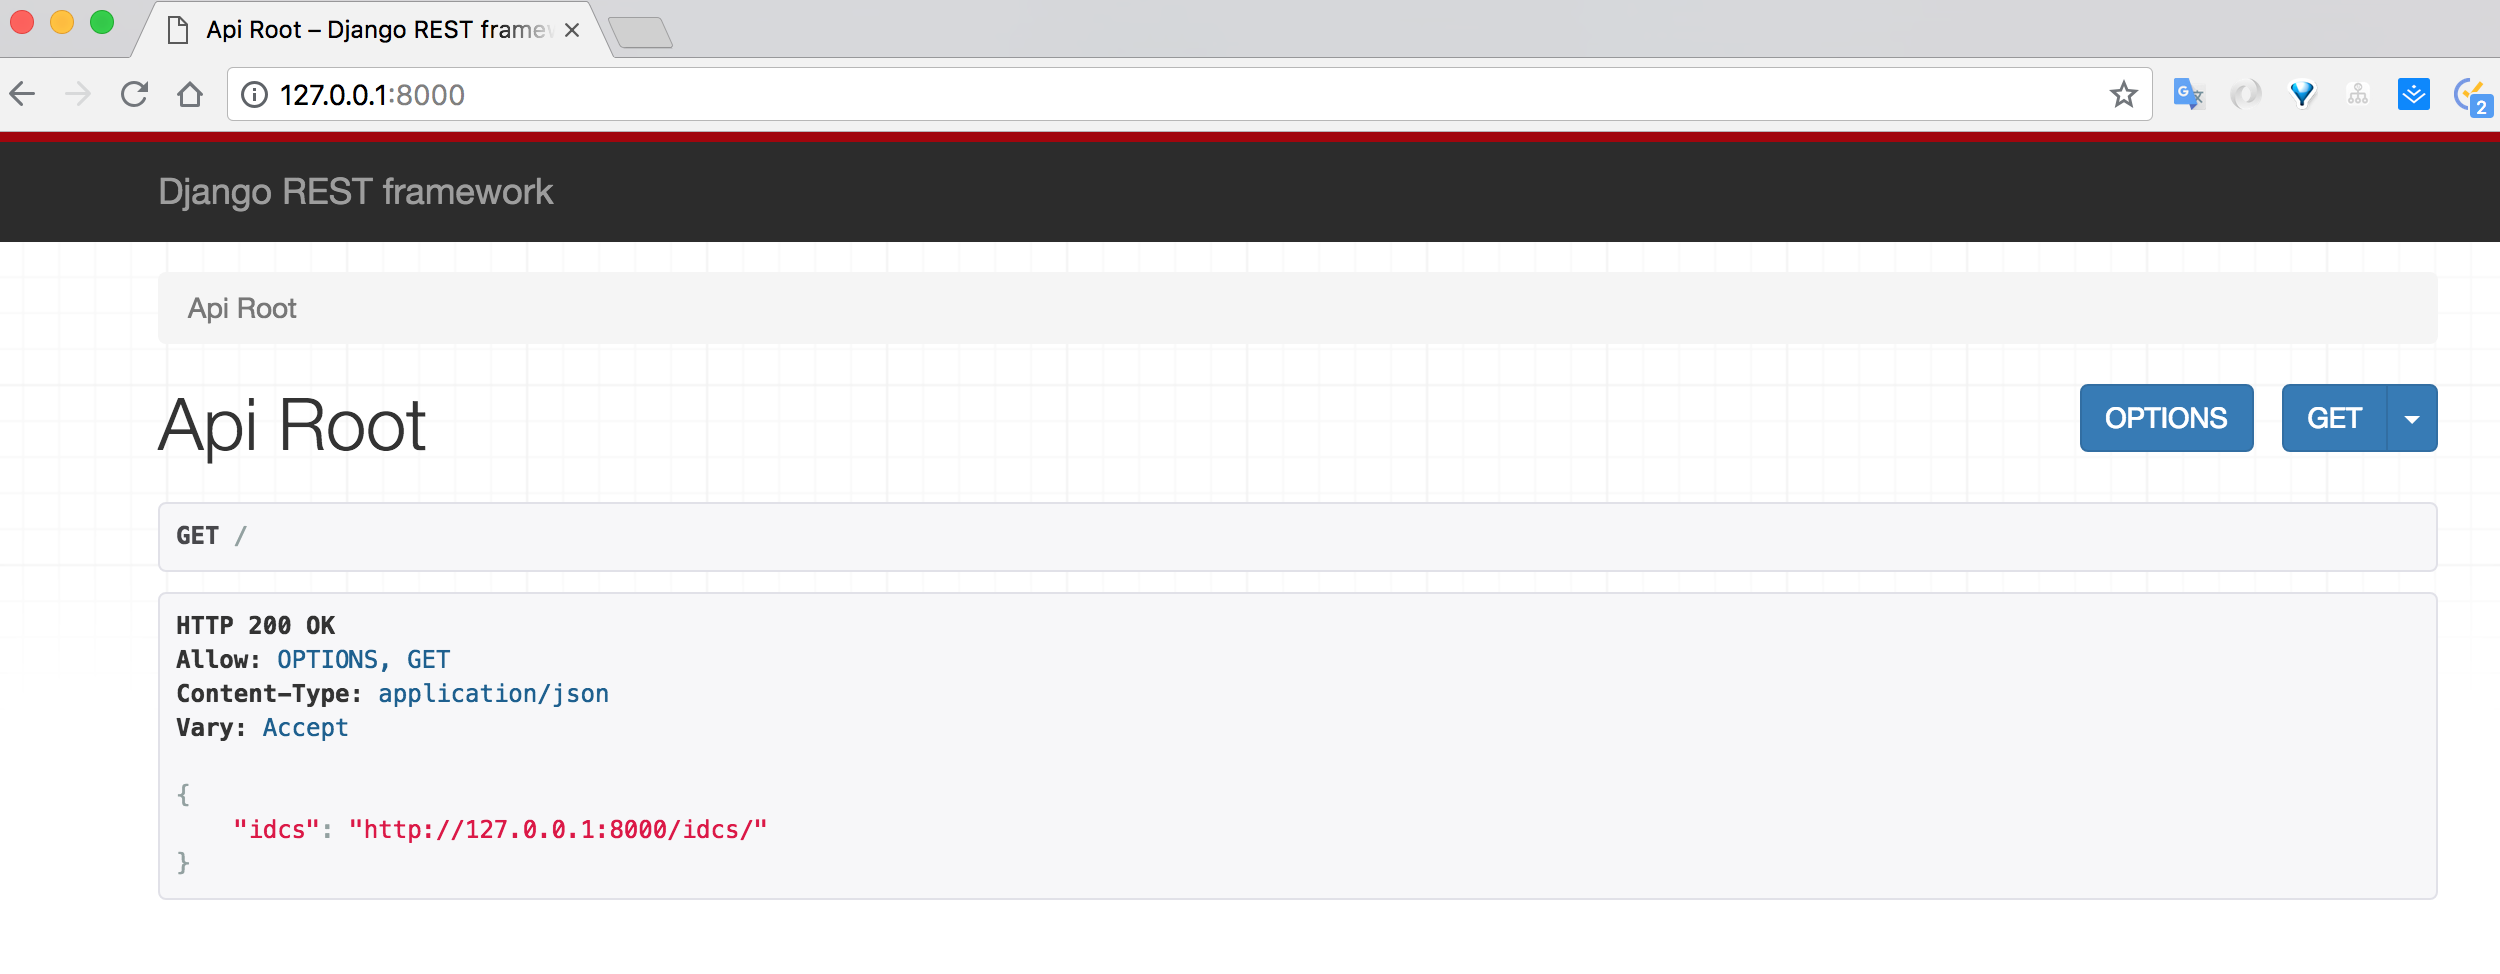 Api Root – Django REST framew
127.0.0.1:8000
2
Django REST framework
Api Root
Api Root
OPTIONS
GET
GET /
HTTP 200 OK
Allow: OPTIONS, GET
Content-Type: application/json
Vary: Accept
{
    "idcs": "http://127.0.0.1:8000/idcs/"
}